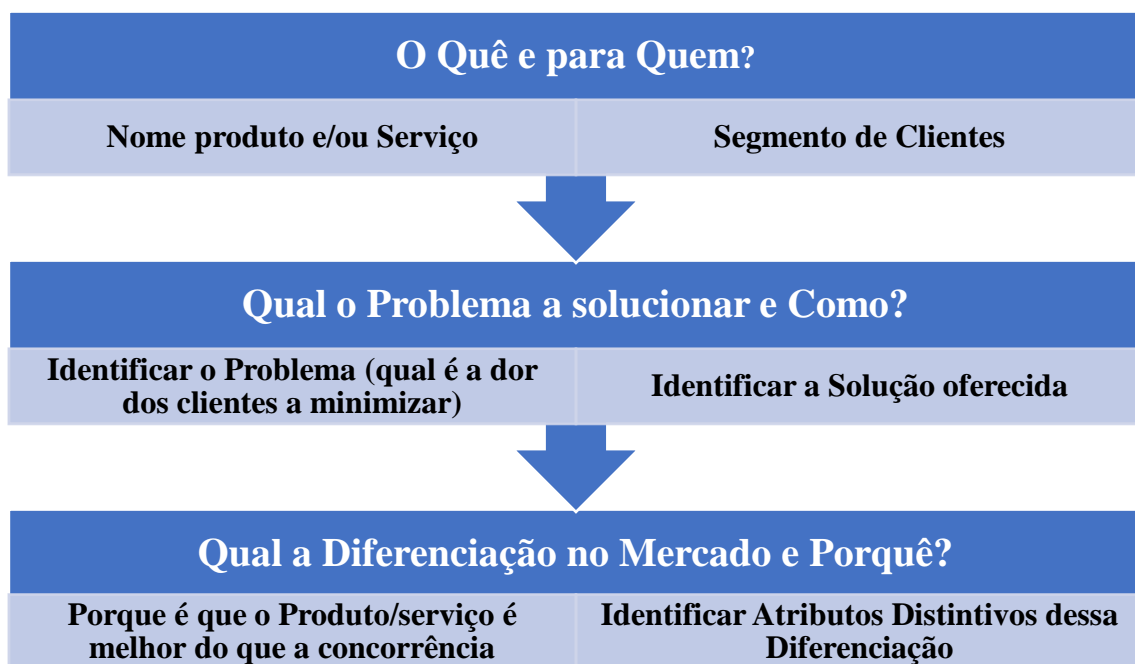 O Quê e para Quem?
Nome produto e/ou Serviço
Segmento de Clientes
Qual o Problema a solucionar e Como?
Identificar o Problema (qual é a dor
dos clientes a minimizar)
Identificar a Solução oferecida
Qual a Diferenciação no Mercado e Porquê?
Porque é que o Produto/serviço é
melhor do que a concorrência
Identificar Atributos Distintivos dessa
Diferenciação